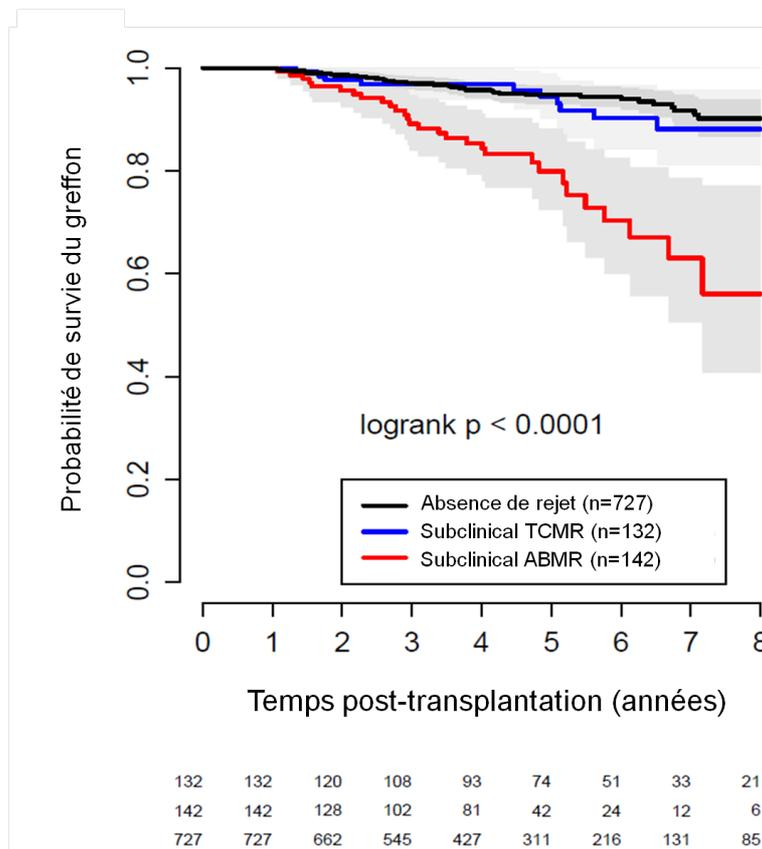 Probabilité de survie du greffon
1.0
0.8
0.6
0.4
0.2
0.0
logrank p < 0.0001
Absence de rejet (n=727)
Subclinical TCMR (n=132)
Subclinical ABMR (n=142)
0 1 2 3 4 5 6 7 8
Temps post-transplantation (années)
132 132 120 108 93 74 51 33 21
142 142 128 102 81 42 24 12 6
727 727 662 545 427 311 216 131 85